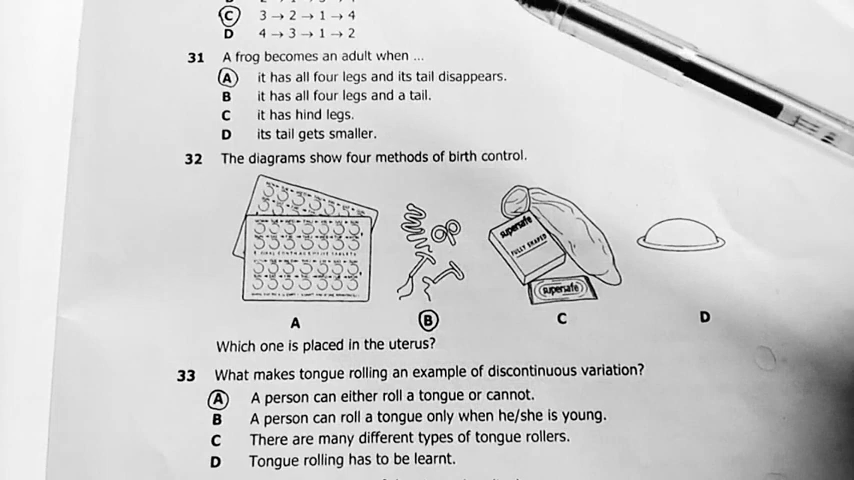 C 3 → 2 → 1 → 4
D 4 → 3 → 1 → 2
31 A frog becomes an adult when ...
A it has all four legs and its tail disappears.
B it has all four legs and a tail.
C it has hind legs.
D its tail gets smaller.
32 The diagrams show four methods of birth control.
supersafe
FULLY SHAPED
supersafe
A B C D
Which one is placed in the uterus?
33 What makes tongue rolling an example of discontinuous variation?
A A person can either roll a tongue or cannot.
B A person can roll a tongue only when he/she is young.
C There are many different types of tongue rollers.
D Tongue rolling has to be learnt.